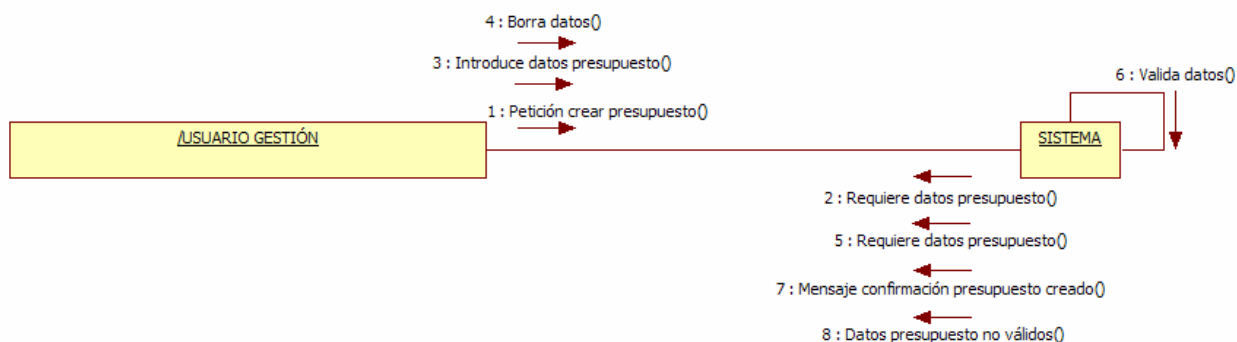 4 : Borra datos()
3 : Introduce datos presupuesto()
6 : Valida datos()
1 : Petición crear presupuesto()
/USUARIO GESTIÓN
SISTEMA
2 : Requiere datos presupuesto()
5 : Requiere datos presupuesto()
7 : Mensaje confirmación presupuesto creado()
8 : Datos presupuesto no válidos()